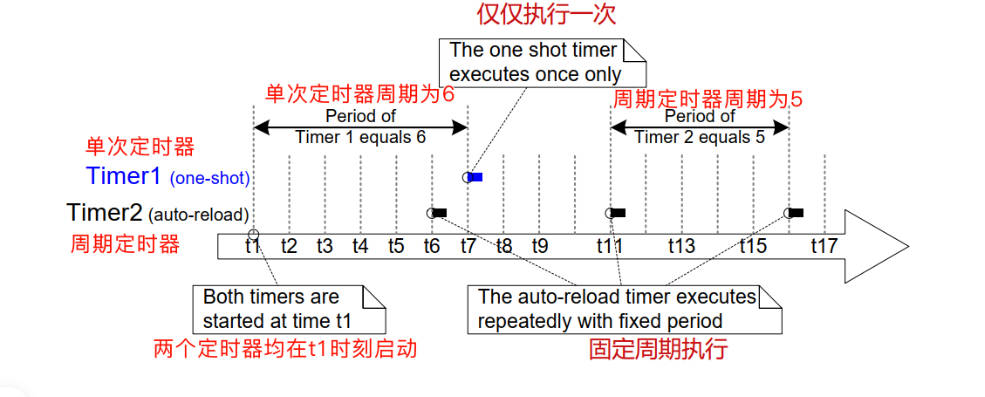 仅仅执行一次
The one shot timer
executes once only
单次定时器周期为6
周期定时器周期为5
Period of
Timer 1 equals 6
Period of
Timer 2 equals 5
单次定时器
Timer1 (one-shot)
Timer2 (auto-reload)
周期定时器
t1 t2 t3 t4 t5 t6 t7 t8 t9 t11 t13 t15 t17
Both timers are
started at time t1
The auto-reload timer executes
repeatedly with fixed period
两个定时器均在t1时刻启动
固定周期执行